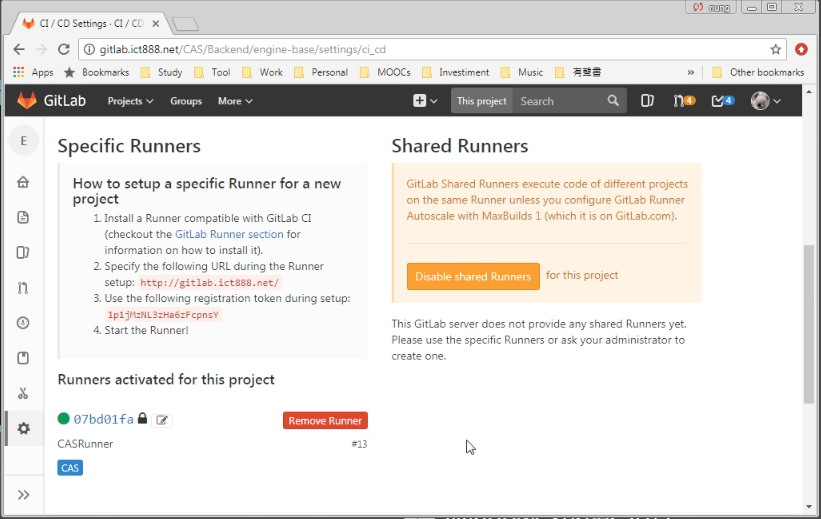 nung
CI / CD Settings · CI / CD
gitlab.ict888.net/CAS/Backend/engine-base/settings/ci_cd
Apps Bookmarks Study Tool Work Personal MOOCs Investiment Music 有聲書 » Other bookmarks
GitLab Projects Groups More This project Search 4 4
E
Specific Runners
How to setup a specific Runner for a new
project
1. Install a Runner compatible with GitLab CI
(checkout the GitLab Runner section for
information on how to install it).
2. Specify the following URL during the Runner
setup: http://gitlab.ict888.net/
3. Use the following registration token during setup:
1p1jMzNL3zHa6zFcpnsY
4. Start the Runner!
Runners activated for this project
07bd01fa Remove Runner
CASRunner #13
CAS
Shared Runners
GitLab Shared Runners execute code of different projects
on the same Runner unless you configure GitLab Runner
Autoscale with MaxBuilds 1 (which it is on GitLab.com).
Disable shared Runners for this project
This GitLab server does not provide any shared Runners yet.
Please use the specific Runners or ask your administrator to
create one.